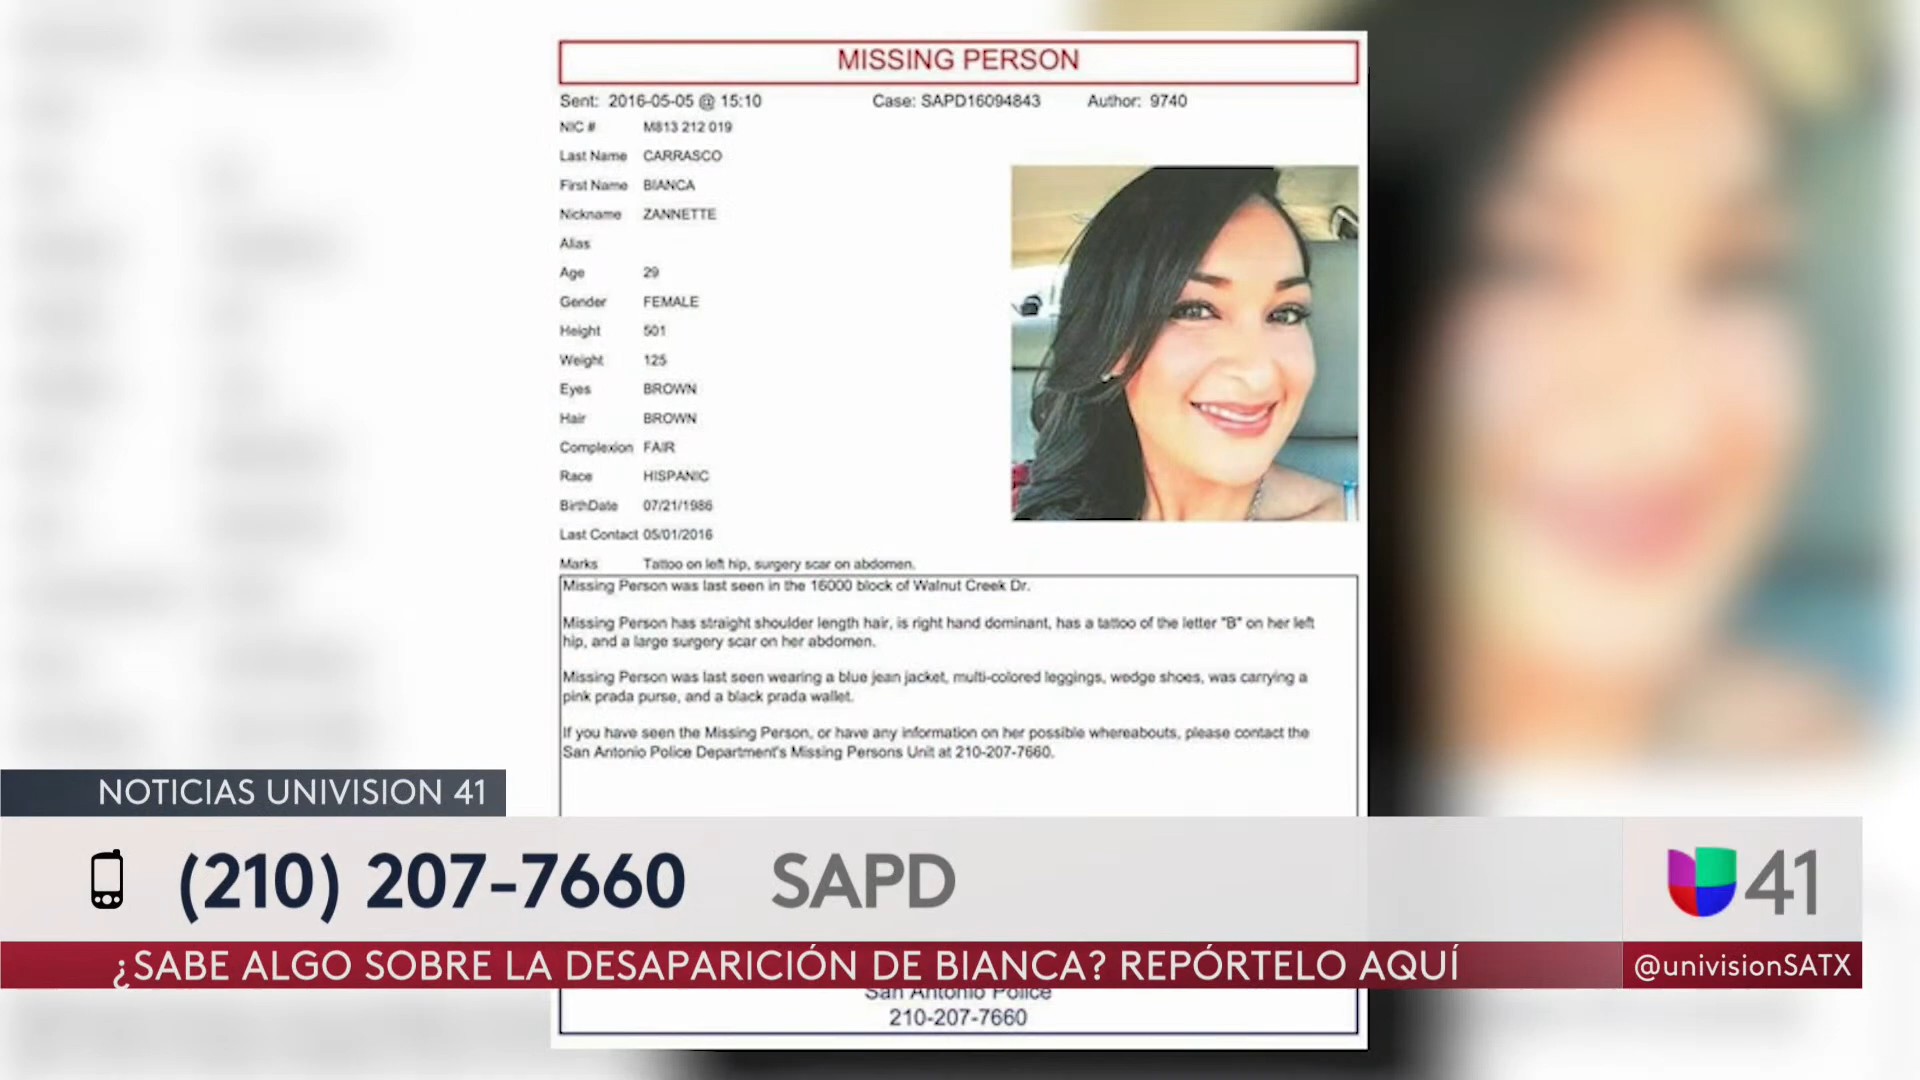 MISSING PERSON
Sent: 2016-05-05 @ 15:10 Case: SAPD16094843 Author: 9740
NIC # M813 212 019
Last Name CARRASCO
First Name BIANCA
Nickname ZANNETTE
Alias
Age 29
Gender FEMALE
Height 501
Weight 125
Eyes BROWN
Hair BROWN
Complexion FAIR
Race HISPANIC
BirthDate 07/21/1986
Last Contact 05/01/2016
Marks Tattoo on left hip, surgery scar on abdomen.
Missing Person was last seen in the 16000 block of Walnut Creek Dr.
Missing Person has straight shoulder length hair, is right hand dominant, has a tattoo of the letter "B" on her left
hip, and a large surgery scar on her abdomen.
Missing Person was last seen wearing a blue jean jacket, multi-colored leggings, wedge shoes, was carrying a
pink prada purse, and a black prada wallet.
If you have seen the Missing Person, or have any information on her possible whereabouts, please contact the
San Antonio Police Department's Missing Persons Unit at 210-207-7660.
NOTICIAS UNIVISION 41
(210) 207-7660 SAPD
41
¿SABE ALGO SOBRE LA DESAPARICIÓN DE BIANCA? REPÓRTELO AQUÍ
@univisionSATX
San Antonio Police
210-207-7660